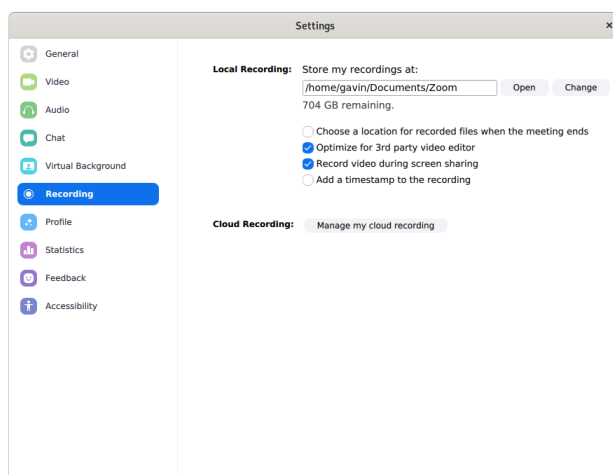 Settings
General
Video
Audio
Chat
Virtual Background
Recording
Profile
Statistics
Feedback
Accessibility
Local Recording: Store my recordings at:
/home/gavin/Documents/Zoom Open Change
704 GB remaining.
Choose a location for recorded files when the meeting ends
Optimize for 3rd party video editor
Record video during screen sharing
Add a timestamp to the recording
Cloud Recording: Manage my cloud recording